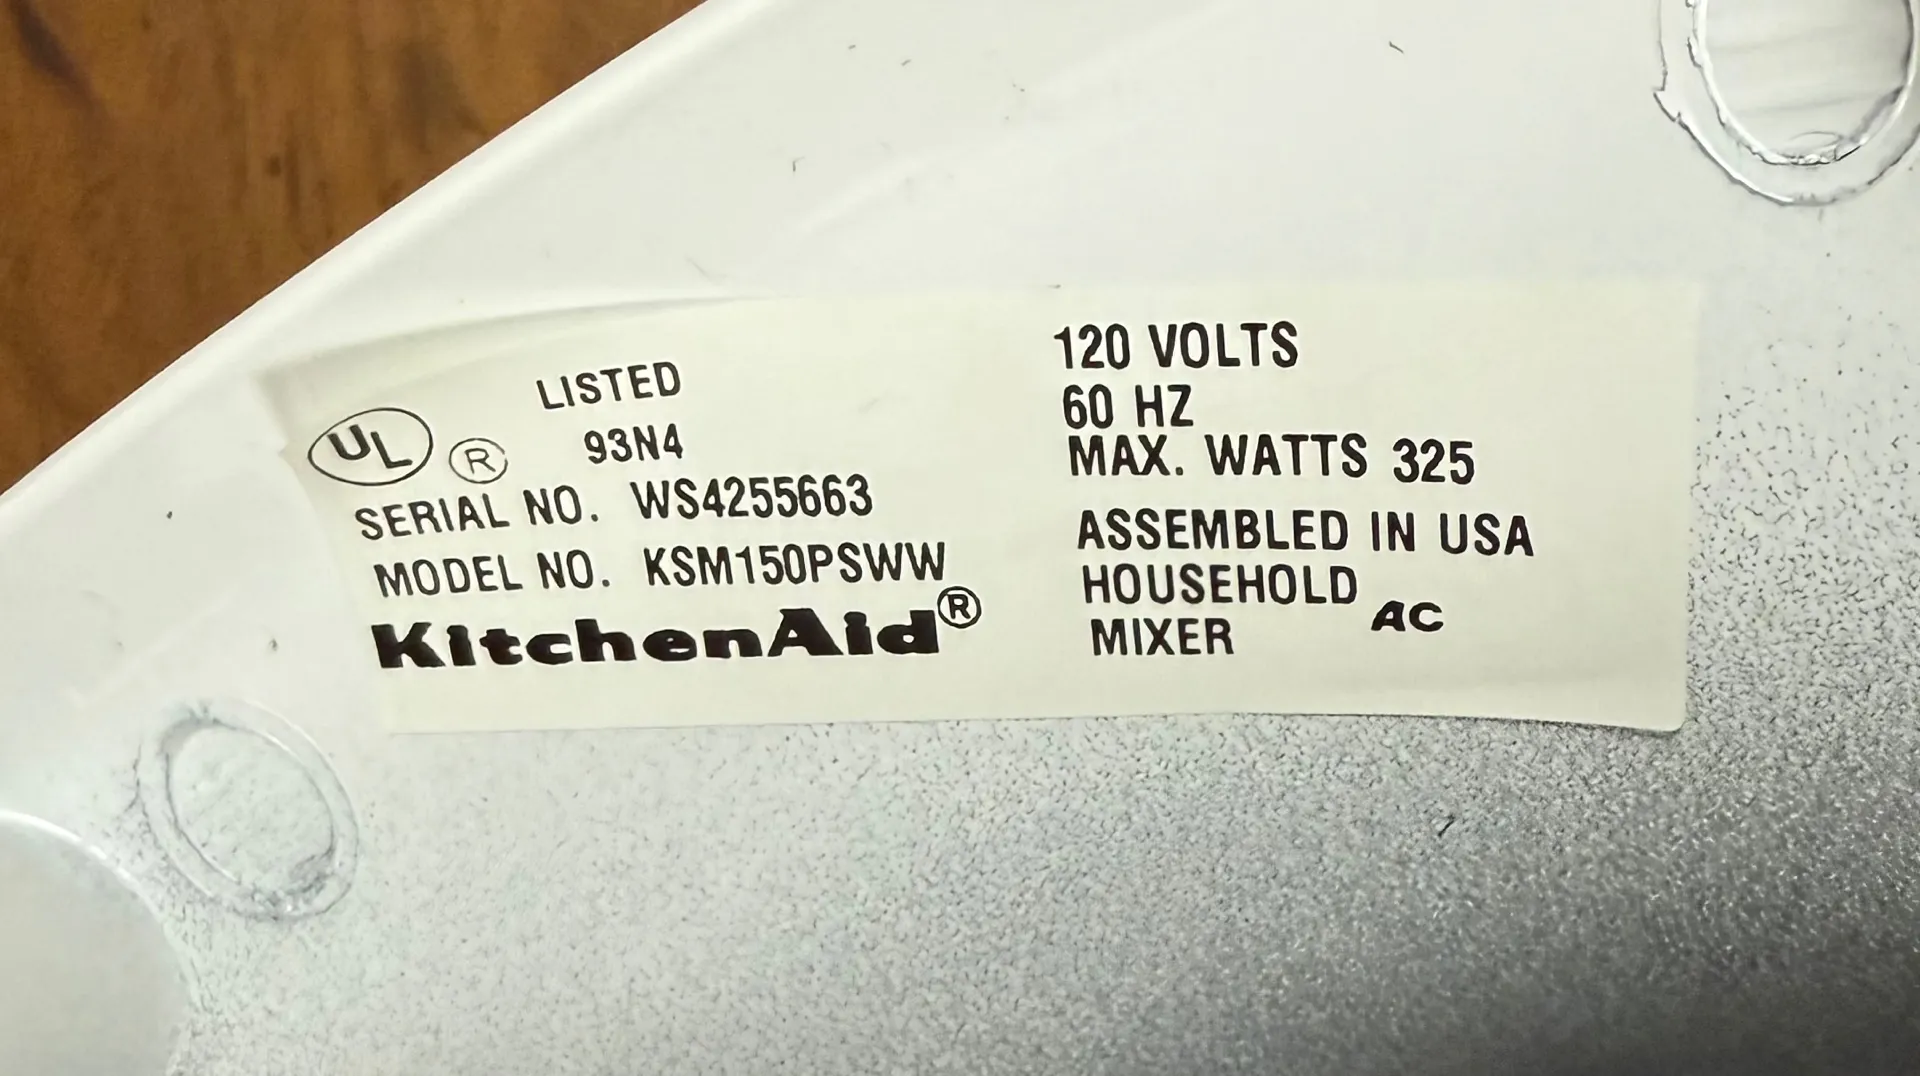 LISTED
UL ® 93N4
SERIAL NO. WS4255663
MODEL NO. KSM150PSWW
KitchenAid®
120 VOLTS
60 HZ
MAX. WATTS 325
ASSEMBLED IN USA
HOUSEHOLD
AC
MIXER